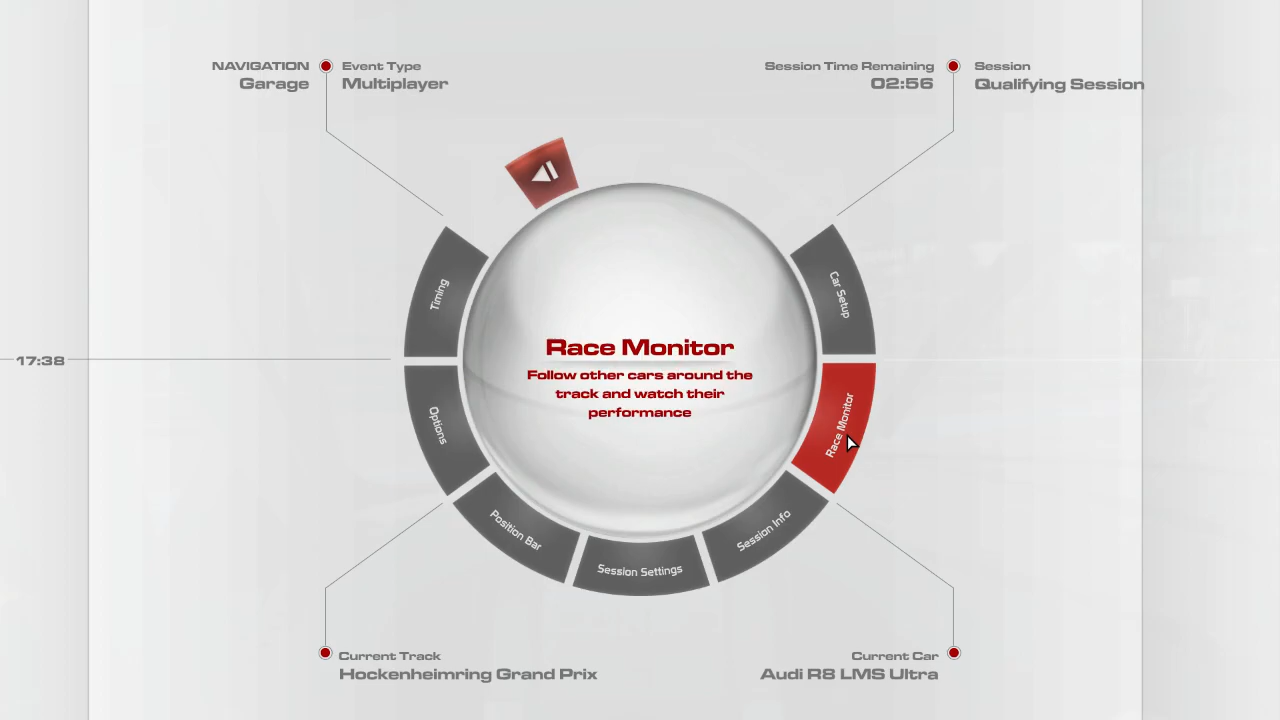 NAVIGATION
Garage
Event Type
Multiplayer
Session Time Remaining
02:56
Session
Qualifying Session
Timing
Car Setup
17:38
Race Monitor
Follow other cars around the
track and watch their
performance
Options
Race Monitor
Position Bar
Session Settings
Session Info
Current Track
Hockenheimring Grand Prix
Current Car
Audi R8 LMS Ultra